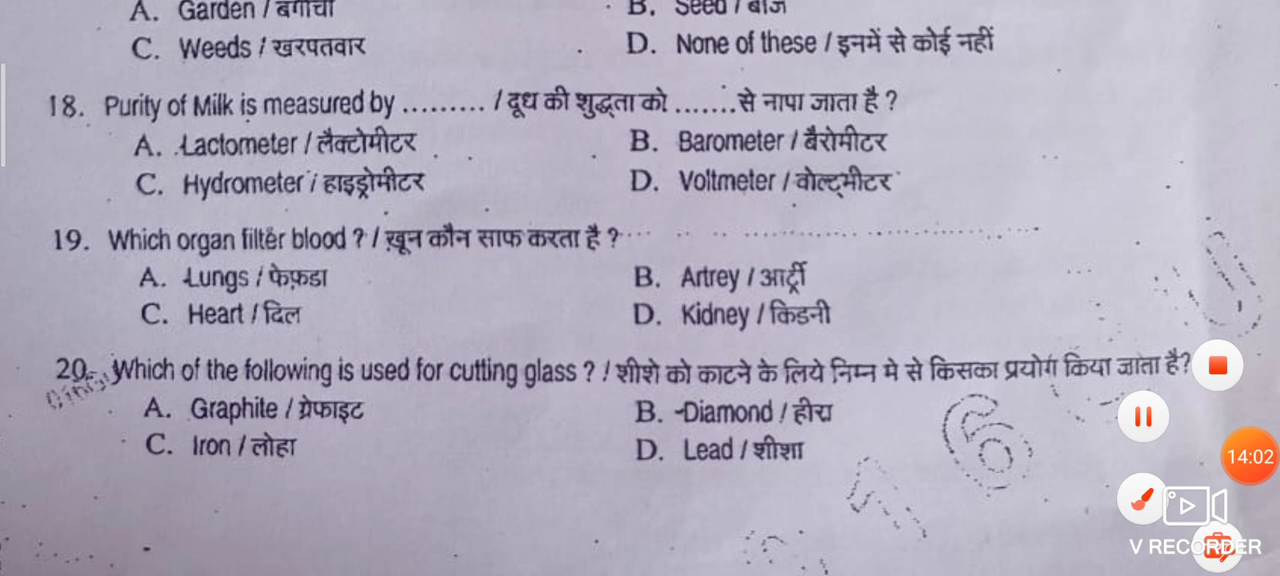 A. Garden / बगीचा B. Seed / बीज
C. Weeds / खरपतवार D. None of these / इनमें से कोई नहीं
18. Purity of Milk is measured by ......... / दूध की शुद्धता को .......से नापा जाता है ?
A. Lactometer / लैक्टोमीटर B. Barometer / बैरोमीटर
C. Hydrometer / हाइड्रोमीटर D. Voltmeter / वोल्ट्मीटर
19. Which organ filter blood ? / ख़ून कौन साफ करता है ?
A. Lungs / फेफ़डा B. Artrey / आर्ट्री
C. Heart / दिल D. Kidney / किडनी
20. Which of the following is used for cutting glass ? / शीशे को काटने के लिये निम्न मे से किसका प्रयोग किया जाता है?
A. Graphite / ग्रेफाइट B. Diamond / हीरा
C. Iron / लोहा D. Lead / शीशा
6
14:02
V RECORDER